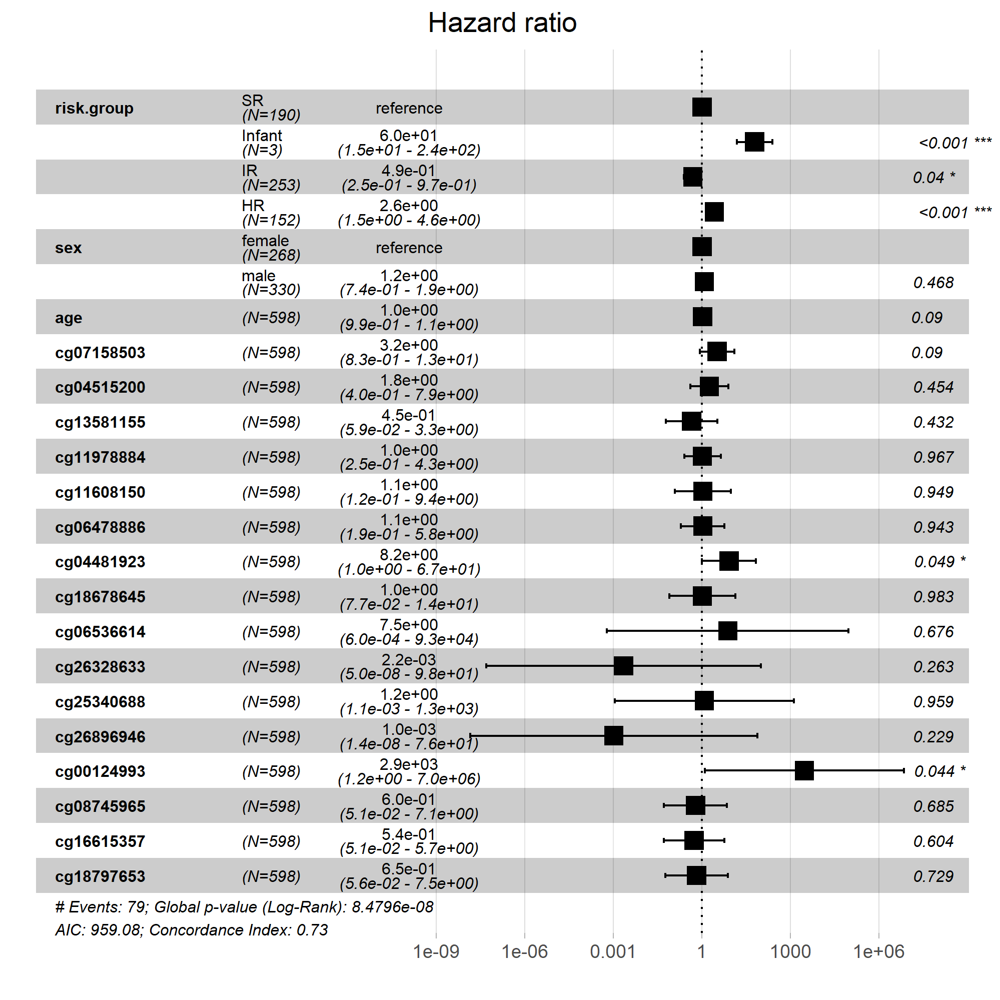 Hazard ratio
risk.group SR reference
(N=190)
Infant 6.0e+01 <0.001 ***
(N=3) (1.5e+01 - 2.4e+02)
IR 4.9e-01 0.04 *
(N=253) (2.5e-01 - 9.7e-01)
HR 2.6e+00 <0.001 ***
(N=152) (1.5e+00 - 4.6e+00)
sex female reference
(N=268)
male 1.2e+00 0.468
(N=330) (7.4e-01 - 1.9e+00)
age (N=598) 1.0e+00 0.09
(9.9e-01 - 1.1e+00)
cg07158503 (N=598) 3.2e+00 0.09
(8.3e-01 - 1.3e+01)
cg04515200 (N=598) 1.8e+00 0.454
(4.0e-01 - 7.9e+00)
cg13581155 (N=598) 4.5e-01 0.432
(5.9e-02 - 3.3e+00)
cg11978884 (N=598) 1.0e+00 0.967
(2.5e-01 - 4.3e+00)
cg11608150 (N=598) 1.1e+00 0.949
(1.2e-01 - 9.4e+00)
cg06478886 (N=598) 1.1e+00 0.943
(1.9e-01 - 5.8e+00)
cg04481923 (N=598) 8.2e+00 0.049 *
(1.0e+00 - 6.7e+01)
cg18678645 (N=598) 1.0e+00 0.983
(7.7e-02 - 1.4e+01)
cg06536614 (N=598) 7.5e+00 0.676
(6.0e-04 - 9.3e+04)
cg26328633 (N=598) 2.2e-03 0.263
(5.0e-08 - 9.8e+01)
cg25340688 (N=598) 1.2e+00 0.959
(1.1e-03 - 1.3e+03)
cg26896946 (N=598) 1.0e-03 0.229
(1.4e-08 - 7.6e+01)
cg00124993 (N=598) 2.9e+03 0.044 *
(1.2e+00 - 7.0e+06)
cg08745965 (N=598) 6.0e-01 0.685
(5.1e-02 - 7.1e+00)
cg16615357 (N=598) 5.4e-01 0.604
(5.1e-02 - 5.7e+00)
cg18797653 (N=598) 6.5e-01 0.729
(5.6e-02 - 7.5e+00)
# Events: 79; Global p-value (Log-Rank): 8.4796e-08
AIC: 959.08; Concordance Index: 0.73
1e-09 1e-06 0.001 1 1000 1e+06